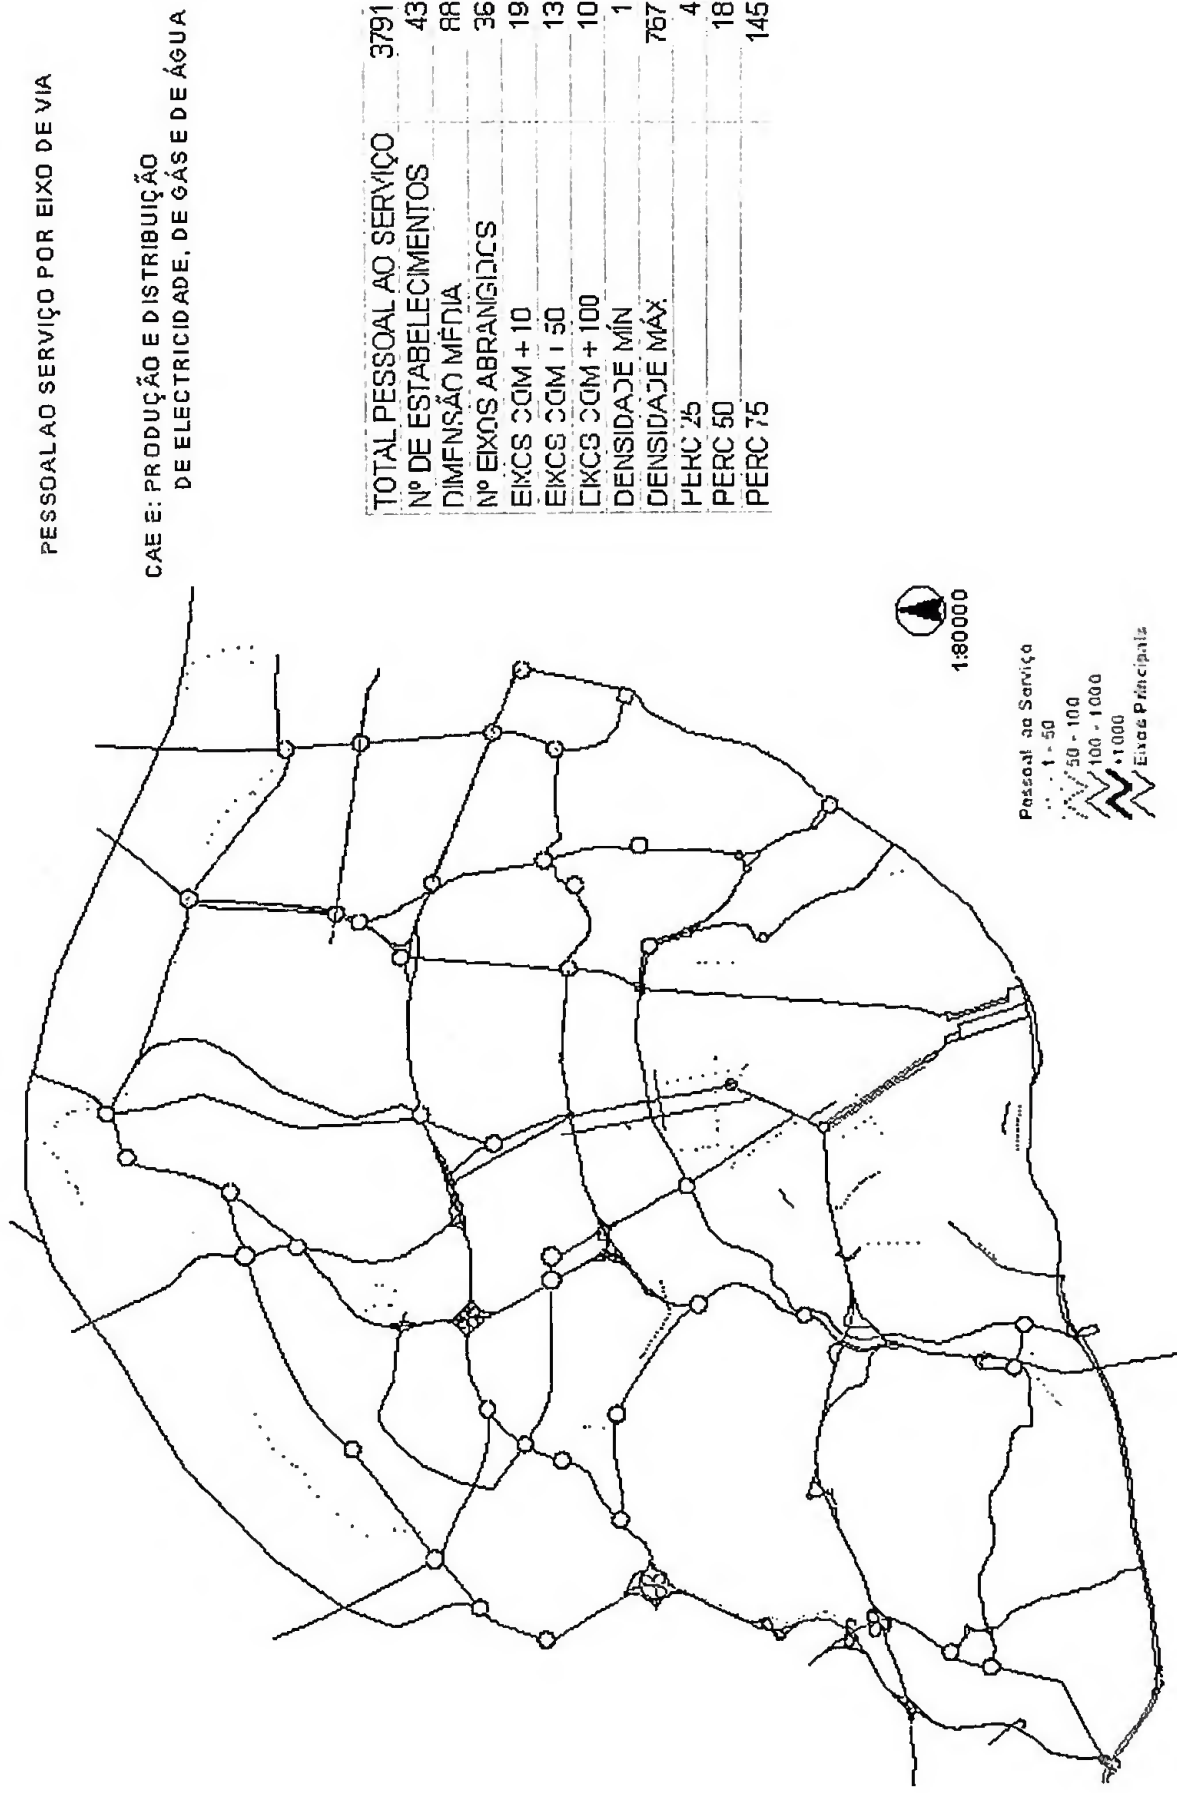 PESSOAL AO SERVIÇO POR EIXO DE VIA
CAE E: PRODUÇÃO E DISTRIBUIÇÃO
DE ELECTRICIDADE, DE GÁS E DE ÁGUA
TOTAL PESSOAL AO SERVIÇO 3791
Nº DE ESTABELECIMENTOS 43
DIMENSÃO MÉDIA 88
Nº EIXOS ABRANGIDOS 36
EIXOS COM + 10 19
EIXOS COM + 50 13
EIXOS COM + 100 10
DENSIDADE MÍN 1
DENSIDADE MÁX 767
PERC 25 4
PERC 50 18
PERC 75 145
1:80000
Pessoal ao Serviço
1 - 50
50 - 100
100 - 1000
+1000
Eixos Principais